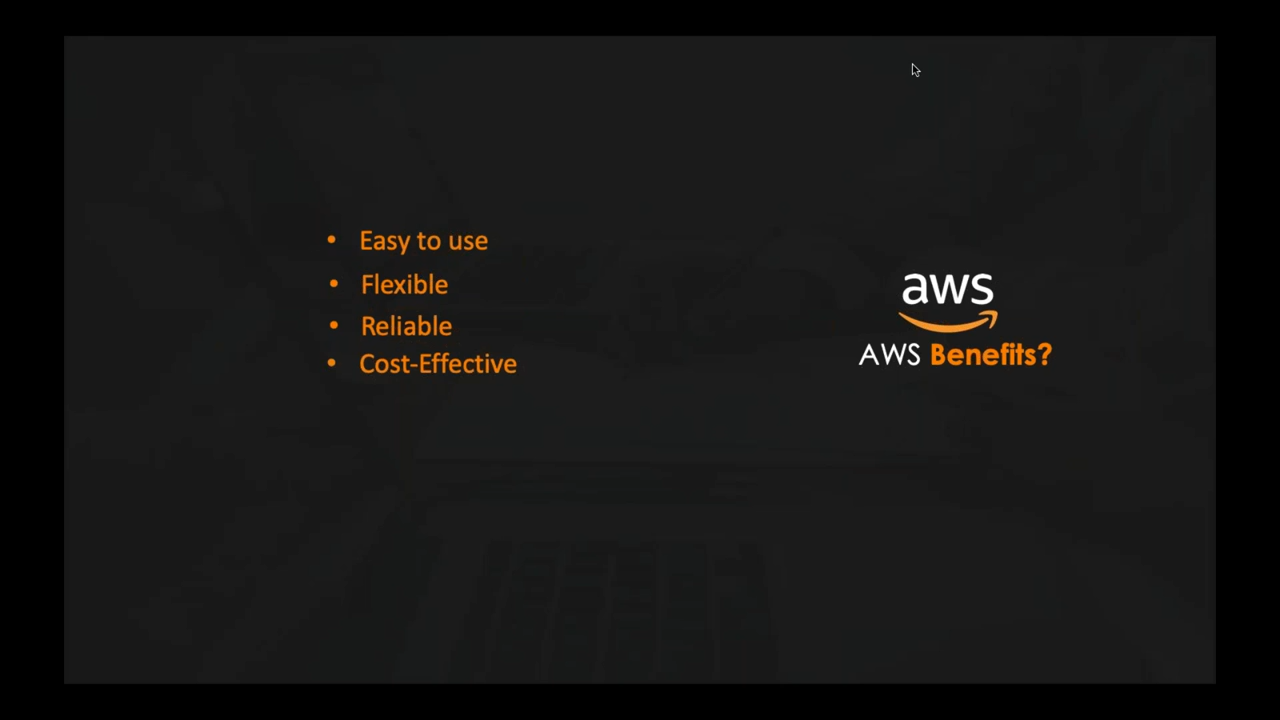 • Easy to use
• Flexible
• Reliable
• Cost-Effective
aws
AWS Benefits?